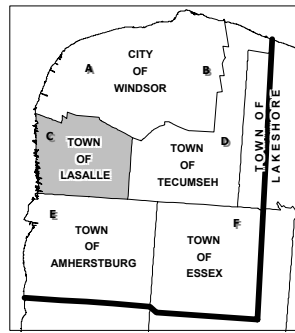 CITY
OF
WINDSOR
A
B
C
TOWN
OF
LASALLE
D
TOWN
OF
TECUMSEH
TOWN OF
LAKESHORE
E
TOWN
OF
AMHERSTBURG
F
TOWN
OF
ESSEX